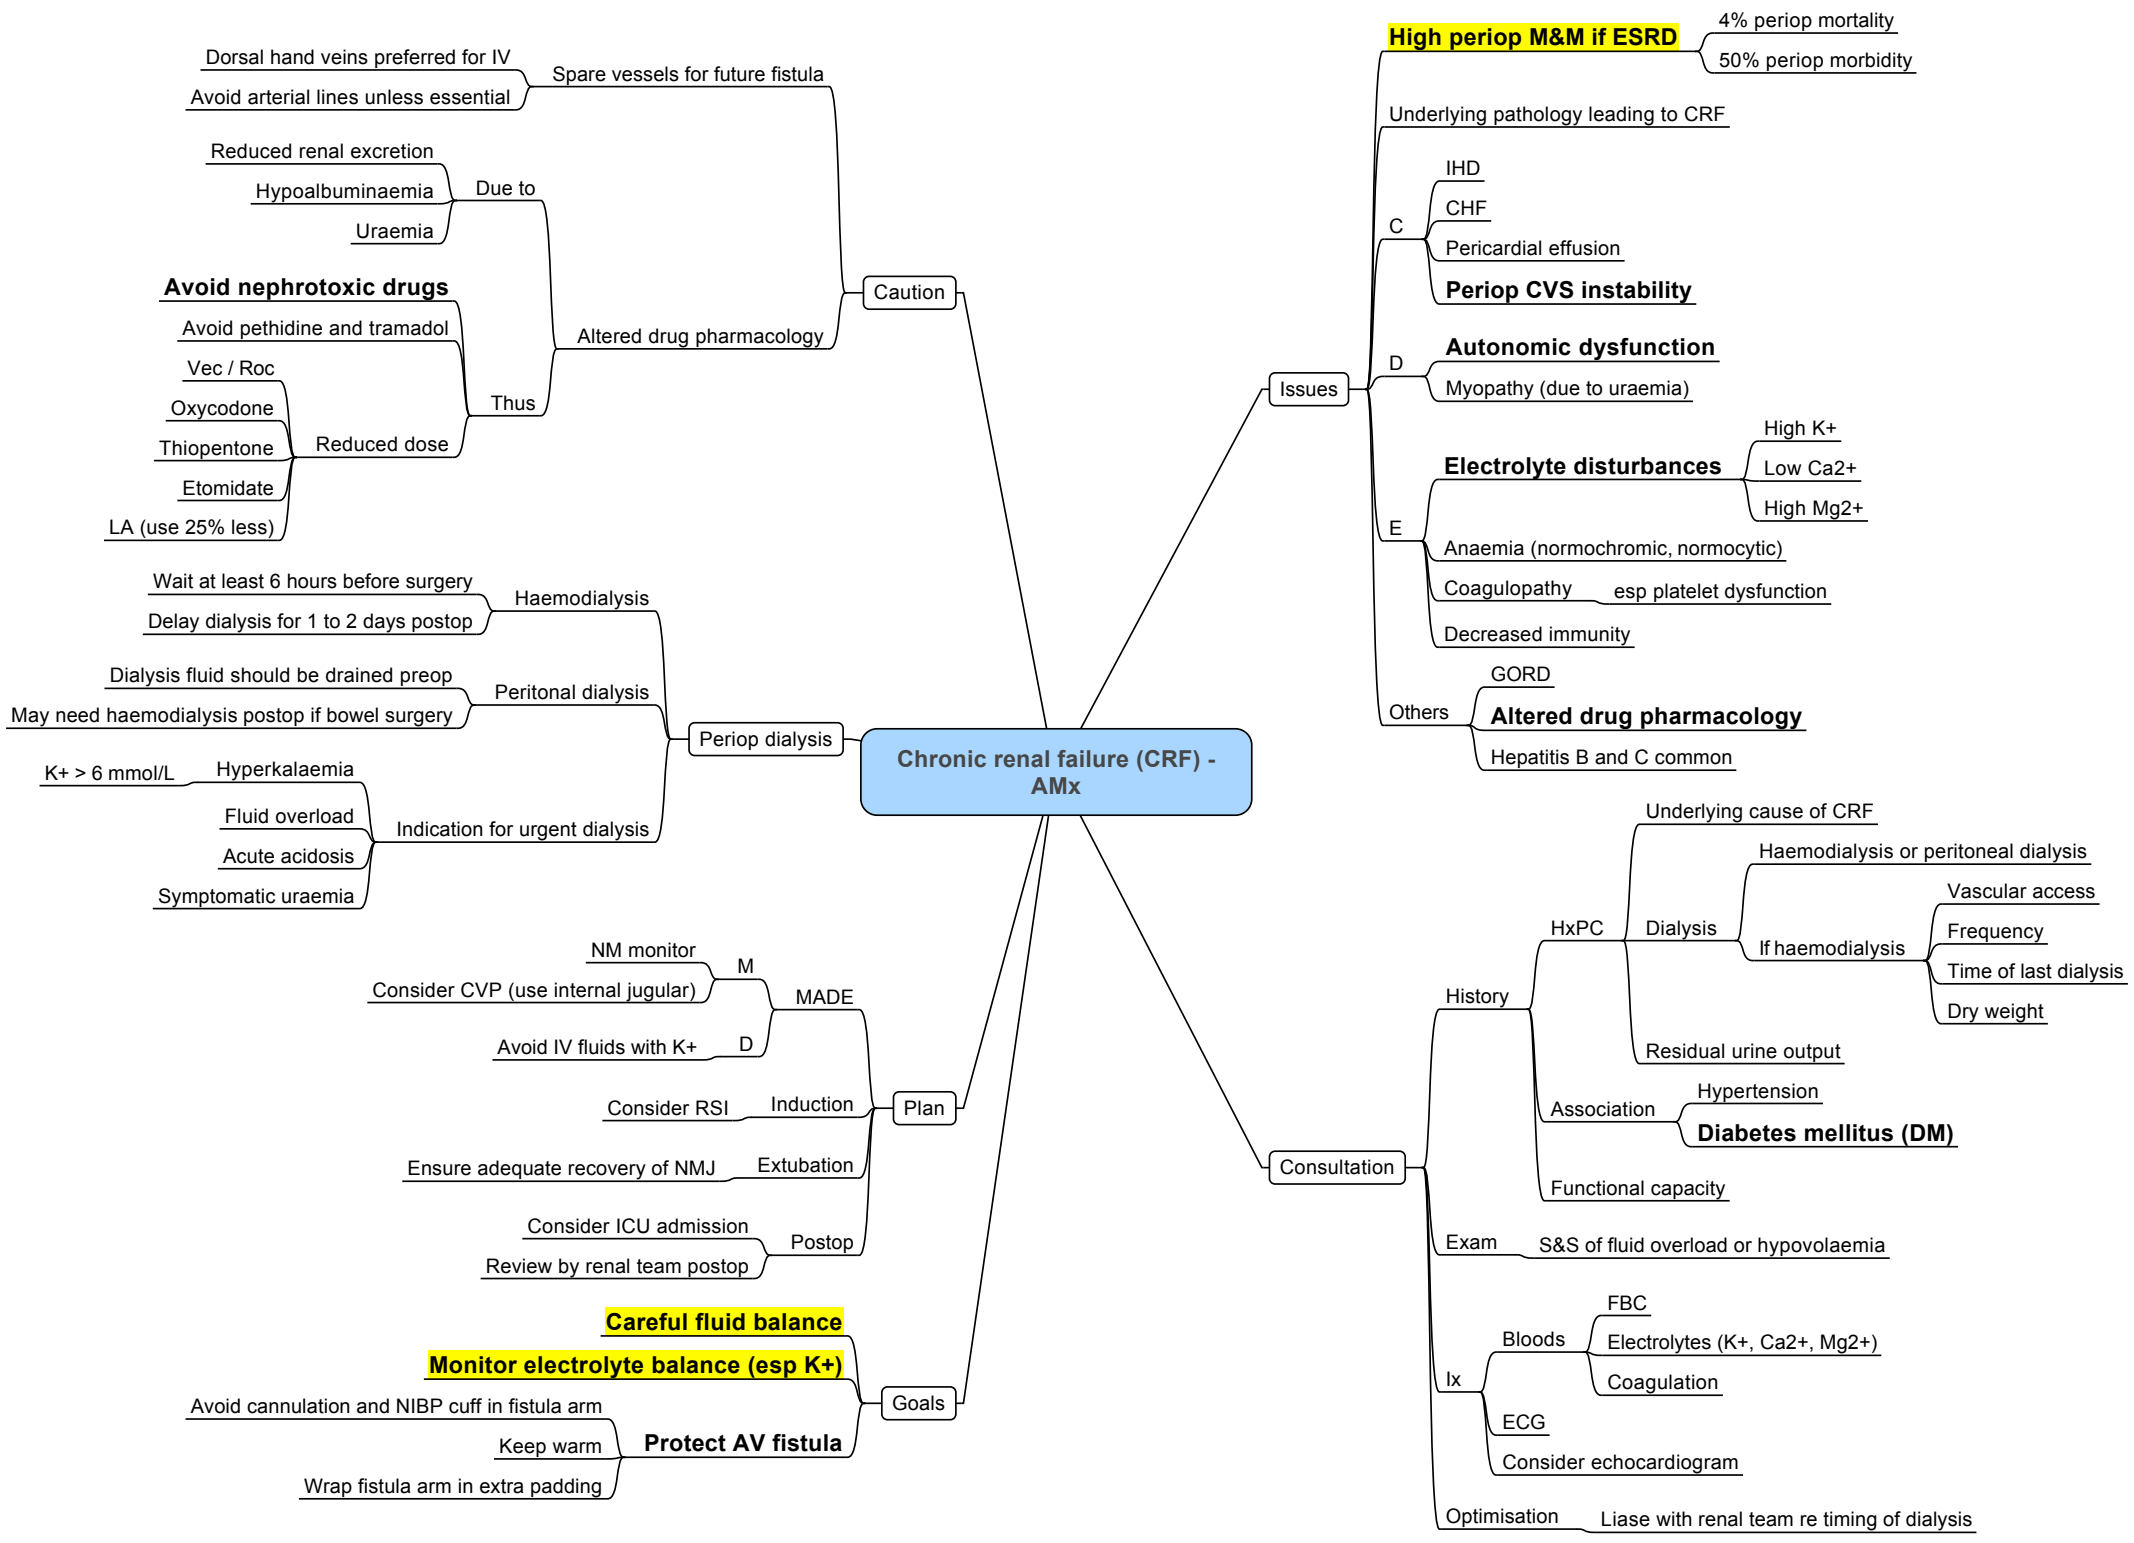 Chronic renal failure (CRF) -
AMx
Issues
High periop M&M if ESRD
4% periop mortality
50% periop morbidity
Underlying pathology leading to CRF
C
IHD
CHF
Pericardial effusion
Periop CVS instability
D
Autonomic dysfunction
Myopathy (due to uraemia)
E
Electrolyte disturbances
High K+
Low Ca2+
High Mg2+
Anaemia (normochromic, normocytic)
Coagulopathy
esp platelet dysfunction
Decreased immunity
Others
GORD
Altered drug pharmacology
Hepatitis B and C common
Consultation
History
HxPC
Underlying cause of CRF
Dialysis
Haemodialysis or peritoneal dialysis
If haemodialysis
Vascular access
Frequency
Time of last dialysis
Dry weight
Residual urine output
Association
Hypertension
Diabetes mellitus (DM)
Functional capacity
Exam
S&S of fluid overload or hypovolaemia
Ix
Bloods
FBC
Electrolytes (K+, Ca2+, Mg2+)
Coagulation
ECG
Consider echocardiogram
Optimisation
Liase with renal team re timing of dialysis
Caution
Spare vessels for future fistula
Dorsal hand veins preferred for IV
Avoid arterial lines unless essential
Altered drug pharmacology
Due to
Reduced renal excretion
Hypoalbuminaemia
Uraemia
Thus
Avoid nephrotoxic drugs
Avoid pethidine and tramadol
Reduced dose
Vec / Roc
Oxycodone
Thiopentone
Etomidate
LA (use 25% less)
Periop dialysis
Haemodialysis
Wait at least 6 hours before surgery
Delay dialysis for 1 to 2 days postop
Peritonal dialysis
Dialysis fluid should be drained preop
May need haemodialysis postop if bowel surgery
Indication for urgent dialysis
Hyperkalaemia
K+ > 6 mmol/L
Fluid overload
Acute acidosis
Symptomatic uraemia
Plan
MADE
M
NM monitor
Consider CVP (use internal jugular)
D
Avoid IV fluids with K+
Induction
Consider RSI
Extubation
Ensure adequate recovery of NMJ
Postop
Consider ICU admission
Review by renal team postop
Goals
Careful fluid balance
Monitor electrolyte balance (esp K+)
Protect AV fistula
Avoid cannulation and NIBP cuff in fistula arm
Keep warm
Wrap fistula arm in extra padding